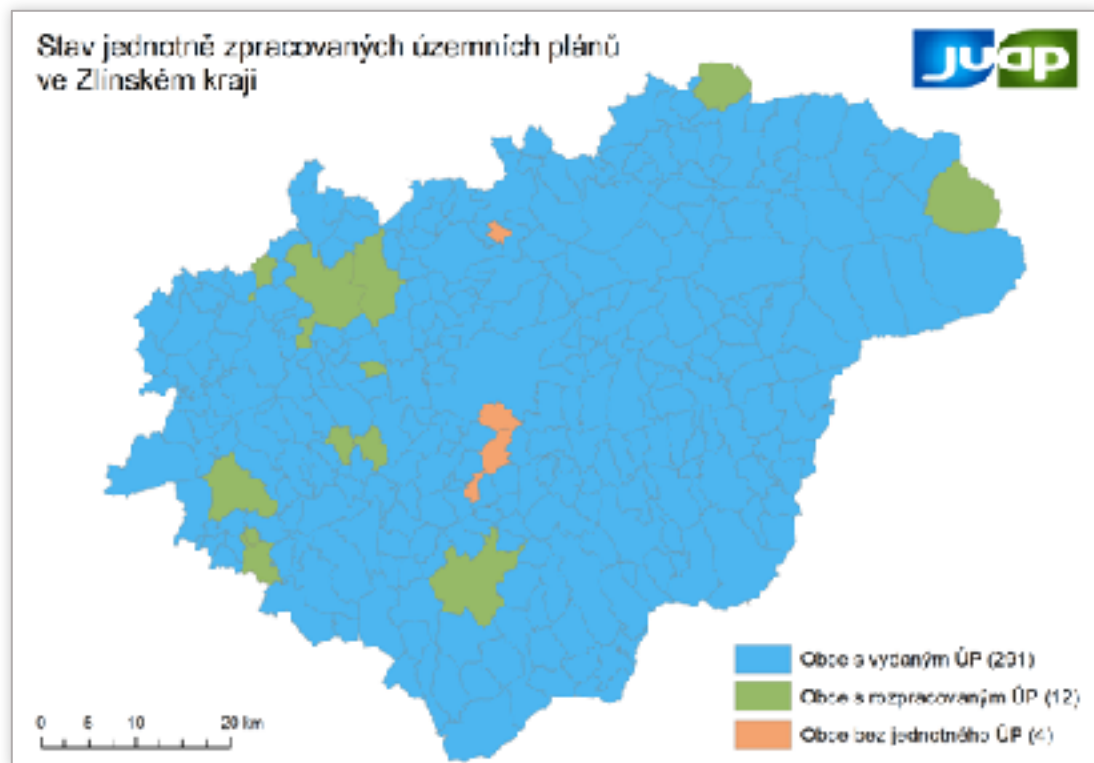 Stav jednotně zpracovaných územních plánů
ve Zlínském kraji
juap
Obce s vydaným ÚP (291)
Obce s rozpracovaným ÚP (12)
Obce bez jednotného ÚP (4)
0 5 10 20 km